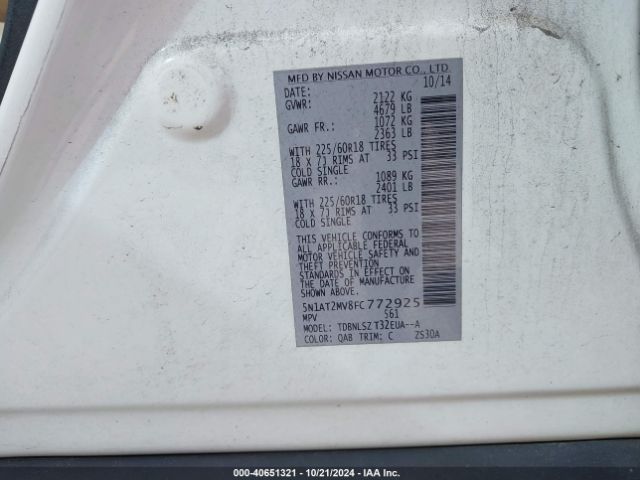 MFD BY NISSAN MOTOR CO., LTD.
DATE: 10/14
GVWR: 2122 KG
4679 LB
GAWR FR.: 1072 KG
2363 LB
WITH 225/60R18 TIRES
18 X 7J RIMS AT 33 PSI
COLD SINGLE
GAWR RR.: 1089 KG
2401 LB
WITH 225/60R18 TIRES
18 X 7J RIMS AT 33 PSI
COLD SINGLE
THIS VEHICLE CONFORMS TO
ALL APPLICABLE FEDERAL
MOTOR VEHICLE SAFETY AND
THEFT PREVENTION
STANDARDS IN EFFECT ON
THE DATE OF MANUFACTURE
SHOWN ABOVE.
5N1AT2MV8FC772925
MPV 561
MODEL: TDBNLSZ T32EUA--A
COLOR: QAB TRIM: C ZS30A
000-40651321 - 10/21/2024 - IAA Inc.